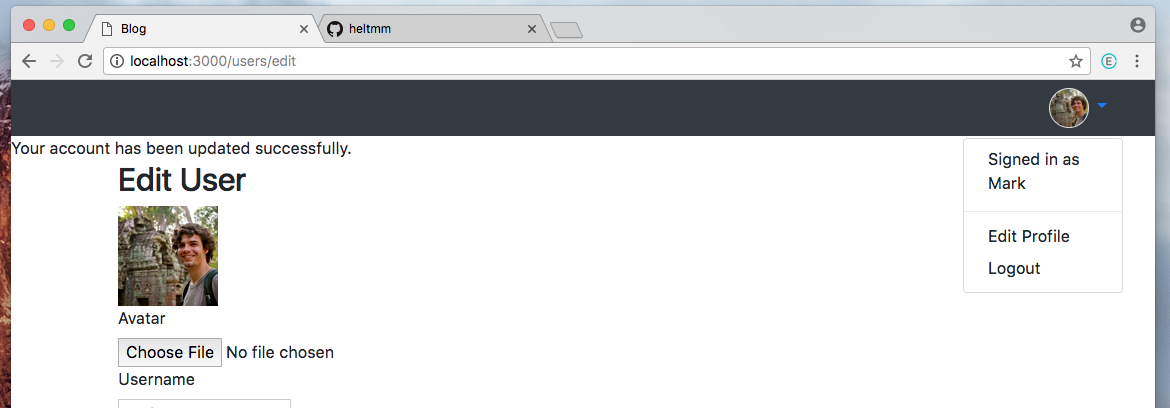 Blog
heltmm
localhost:3000/users/edit
E
Your account has been updated successfully.
Signed in as
Mark
Edit User
Edit Profile
Logout
Avatar
Choose File No file chosen
Username